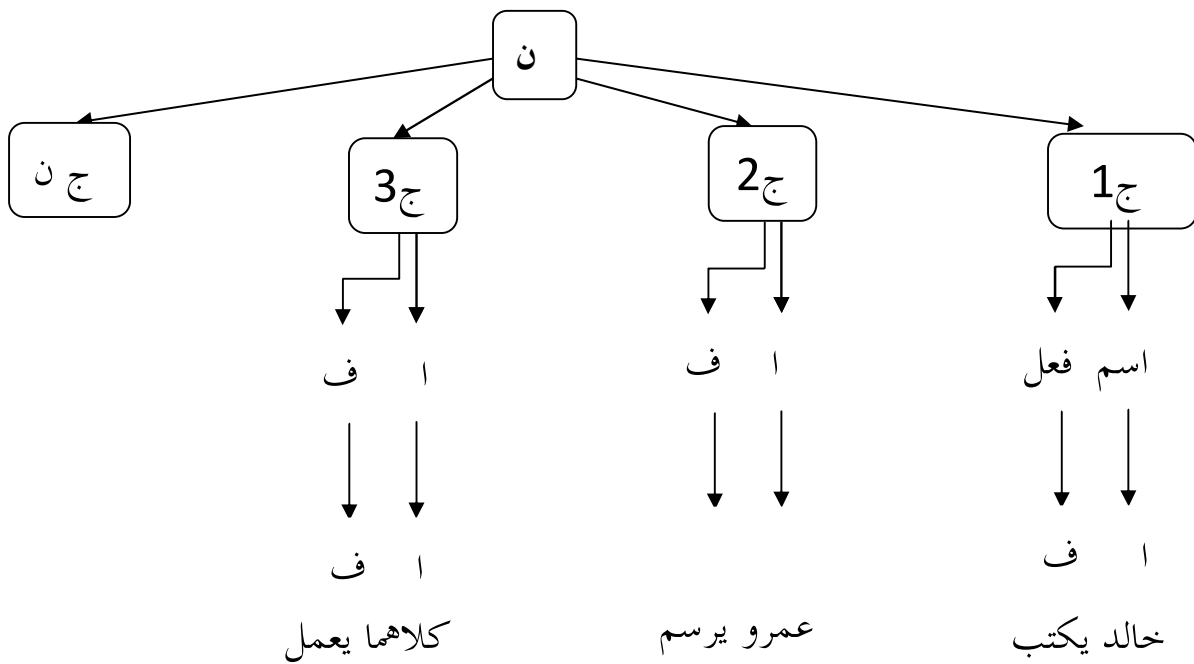 ن
ج1 ج2 ج3 ج ن
اسم فعل ا ف ا ف
ا ف ا ف
خالد يكتب عمرو يرسم كلاهما يعمل